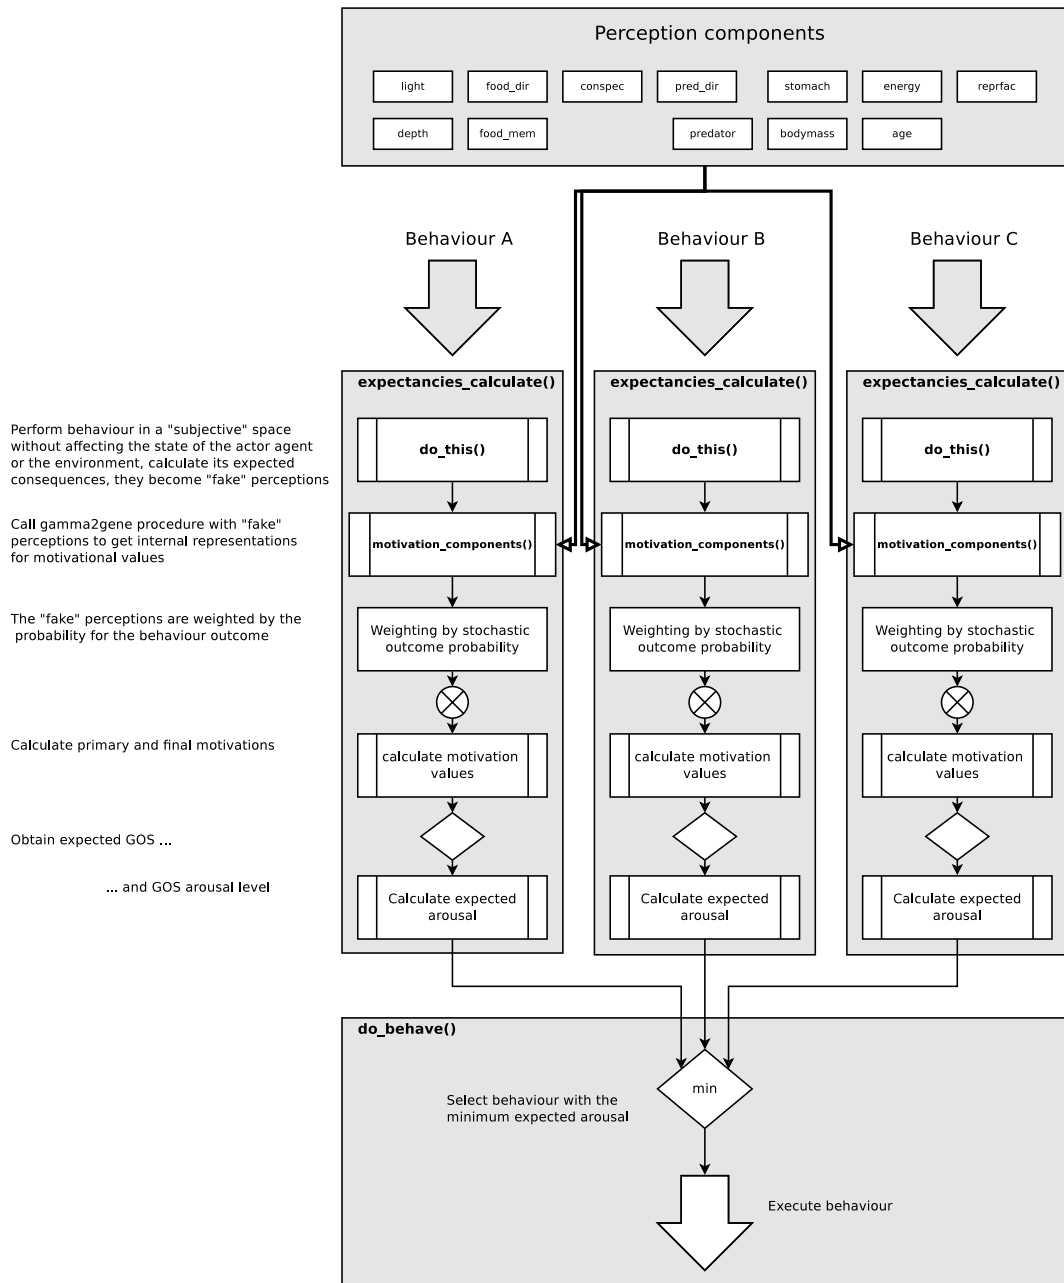 Perception components
light
food_dir
conspec
pred_dir
stomach
energy
reprfac
depth
food_mem
predator
bodymass
age
Behaviour A
Behaviour B
Behaviour C
expectancies_calculate()
expectancies_calculate()
expectancies_calculate()
Perform behaviour in a "subjective" space
without affecting the state of the actor agent
or the environment, calculate its expected
consequences, they become "fake" perceptions
do_this()
do_this()
do_this()
Call gamma2gene procedure with "fake"
perceptions to get internal representations
for motivational values
motivation_components()
motivation_components()
motivation_components()
The "fake" perceptions are weighted by the
probability for the behaviour outcome
Weighting by stochastic
outcome probability
Weighting by stochastic
outcome probability
Weighting by stochastic
outcome probability
Calculate primary and final motivations
calculate motivation
values
calculate motivation
values
calculate motivation
values
Obtain expected GOS ...
... and GOS arousal level
Calculate expected
arousal
Calculate expected
arousal
Calculate expected
arousal
do_behave()
min
Select behaviour with the
minimum expected arousal
Execute behaviour